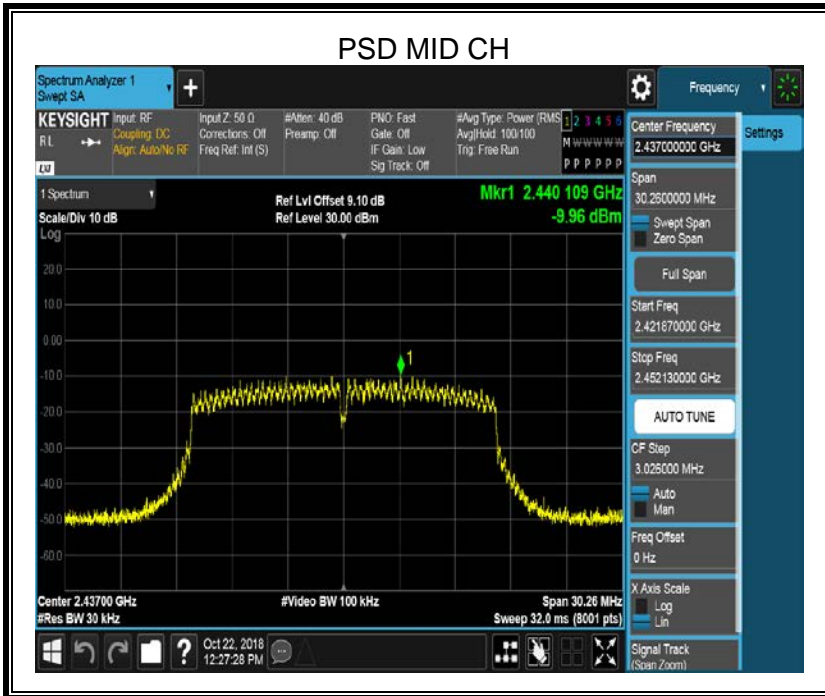 PSD MID CH
Spectrum Analyzer 1
Swept SA
+
Frequency
KEYSIGHT
RL
LXI
Input: RF
Coupling: DC
Align: Auto/No RF
Input Z: 50 Ω
Corrections: Off
Freq Ref: Int (S)
#Atten: 40 dB
Preamp: Off
PNO: Fast
Gate: Off
IF Gain: Low
Sig Track: Off
#Avg Type: Power (RMS
Avg|Hold: 100/100
Trig: Free Run
1 2 3 4 5 6
M W W W W W
P P P P P P
1 Spectrum
Scale/Div 10 dB
Ref Lvl Offset 9.10 dB
Ref Level 30.00 dBm
Mkr1 2.440 109 GHz
-9.96 dBm
Log
20.0
10.0
0.00
-10.0
-20.0
-30.0
-40.0
-50.0
-60.0
1
Center 2.43700 GHz
#Res BW 30 kHz
#Video BW 100 kHz
Span 30.26 MHz
Sweep 32.0 ms (8001 pts)
Center Frequency
2.437000000 GHz
Settings
Span
30.2600000 MHz
Swept Span
Zero Span
Full Span
Start Freq
2.421870000 GHz
Stop Freq
2.452130000 GHz
AUTO TUNE
CF Step
3.026000 MHz
Auto
Man
Freq Offset
0 Hz
X Axis Scale
Log
Lin
Signal Track
(Span Zoom)
?
Oct 22, 2018
12:27:28 PM